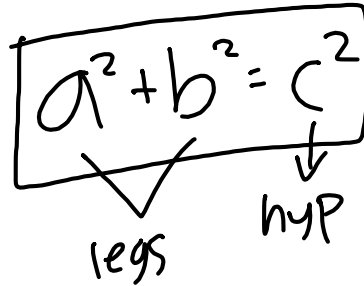 a² + b² = c²
legs hyp